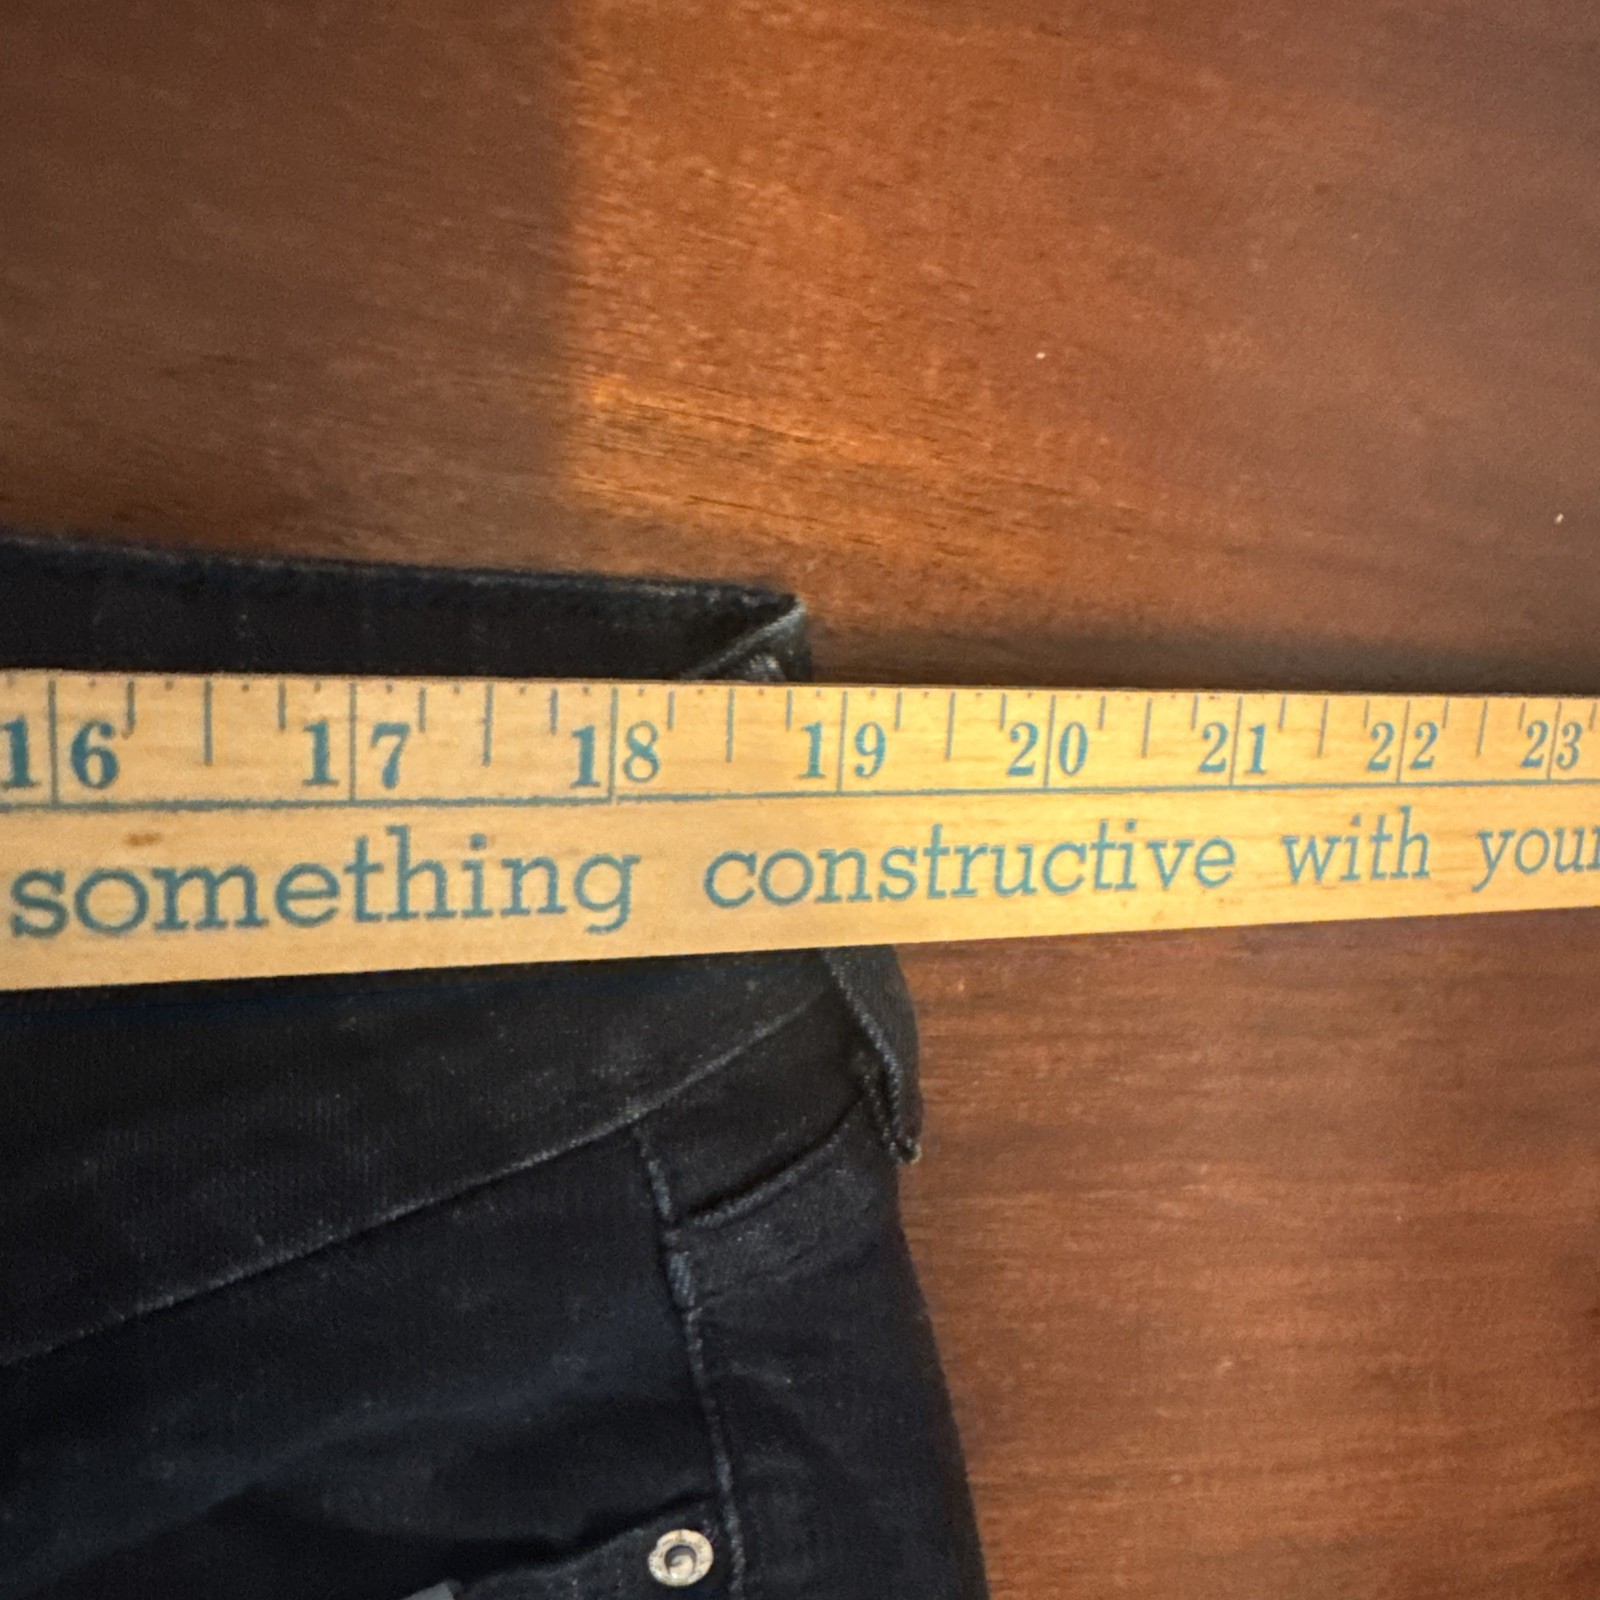 16 17 18 19 20 21 22 23
something constructive with your